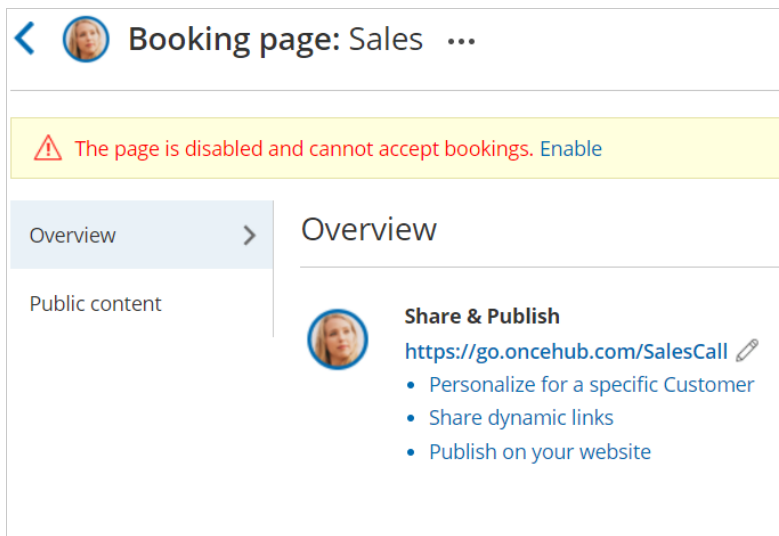 Booking page: Sales ...
The page is disabled and cannot accept bookings. Enable
Overview
Public content
Overview
Share & Publish
https://go.oncehub.com/SalesCall
• Personalize for a specific Customer
• Share dynamic links
• Publish on your website